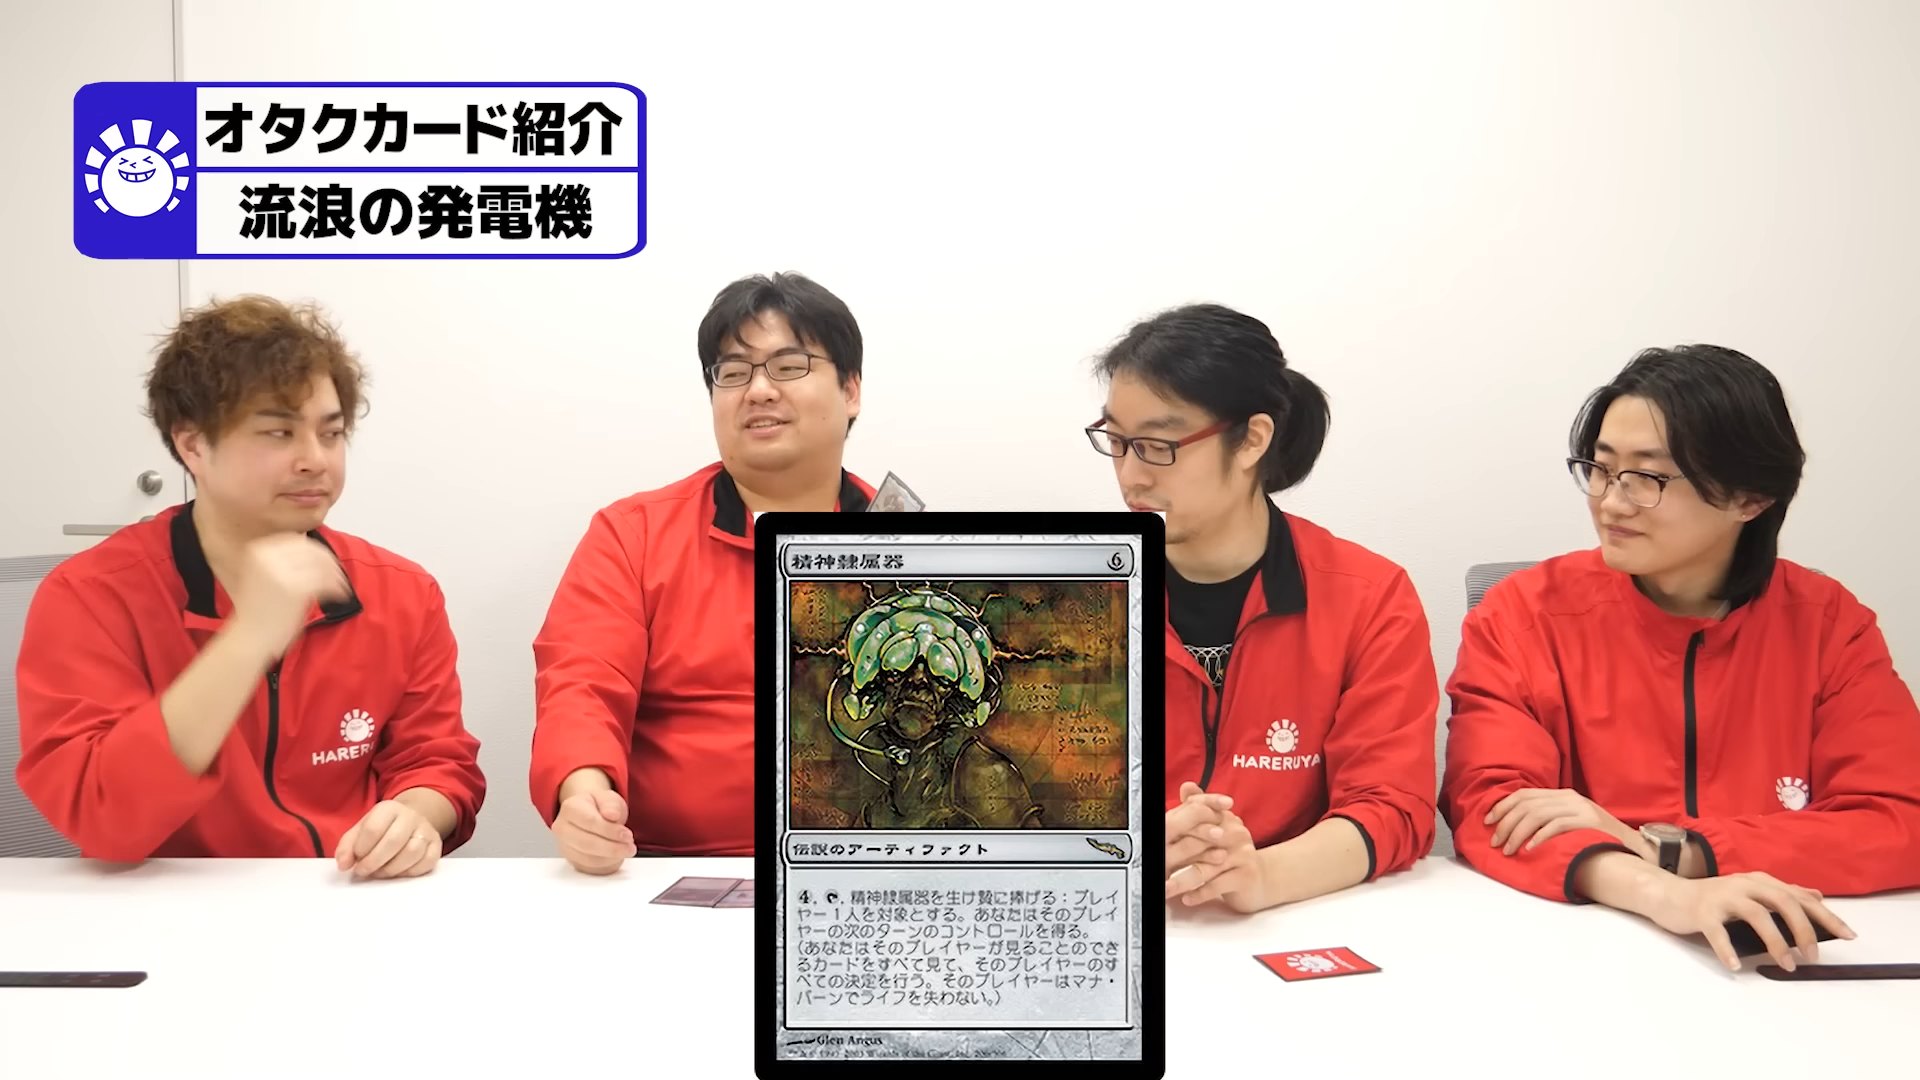 オタクカード紹介
流浪の発電機
HARERU
HARERUYA
精神隷属器
6
伝説のアーティファクト
4, 精神隷属器を生け贄に捧げる：プレイ
ヤー１人を対象とする。あなたはそのプレイ
ヤーの次のターンのコントロールを得る。
（あなたはそのプレイヤーが見ることのでき
るカードをすべて見て、そのプレイヤーのす
べての決定を行う。そのプレイヤーはマナ・
バーンでライフを失わない。）
Glen Angus